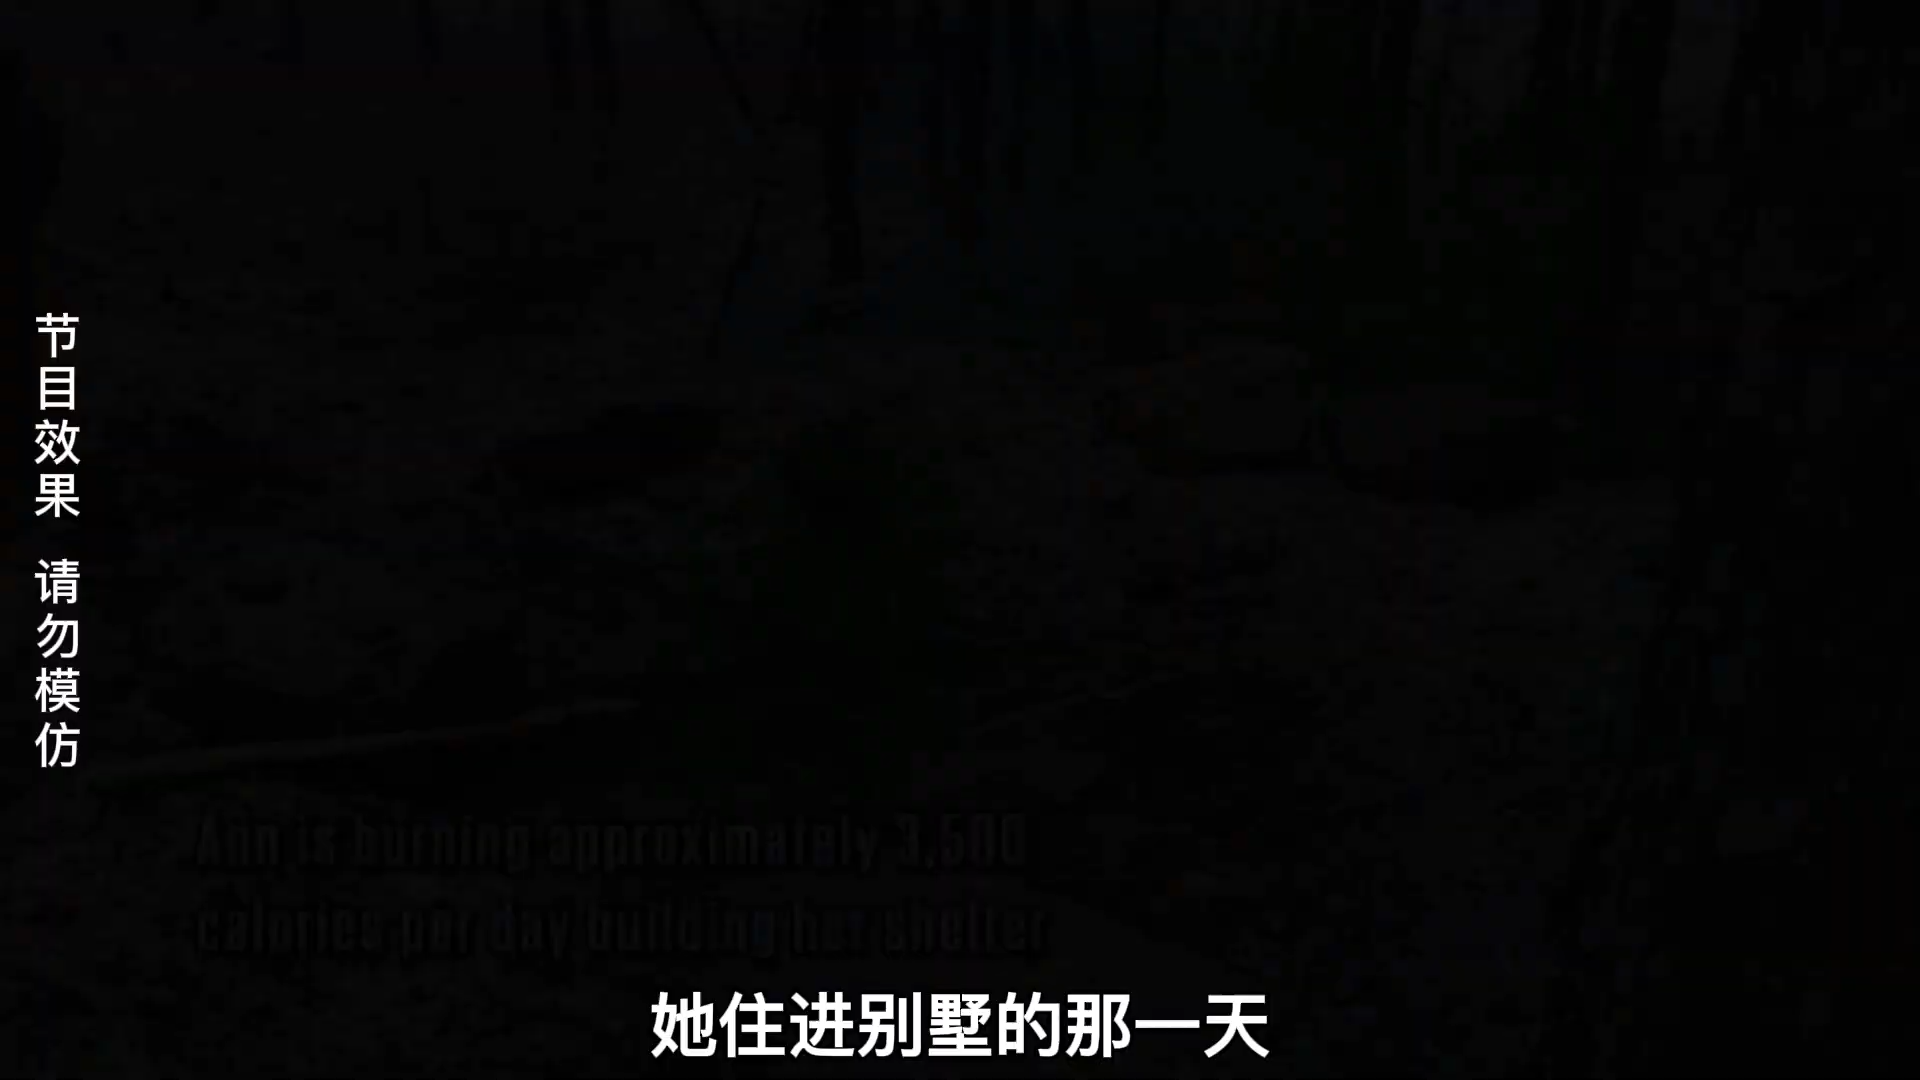 节目效果 请勿模仿
Ann is burning approximately 3,500
calories per day building her shelter
她住进别墅的那一天